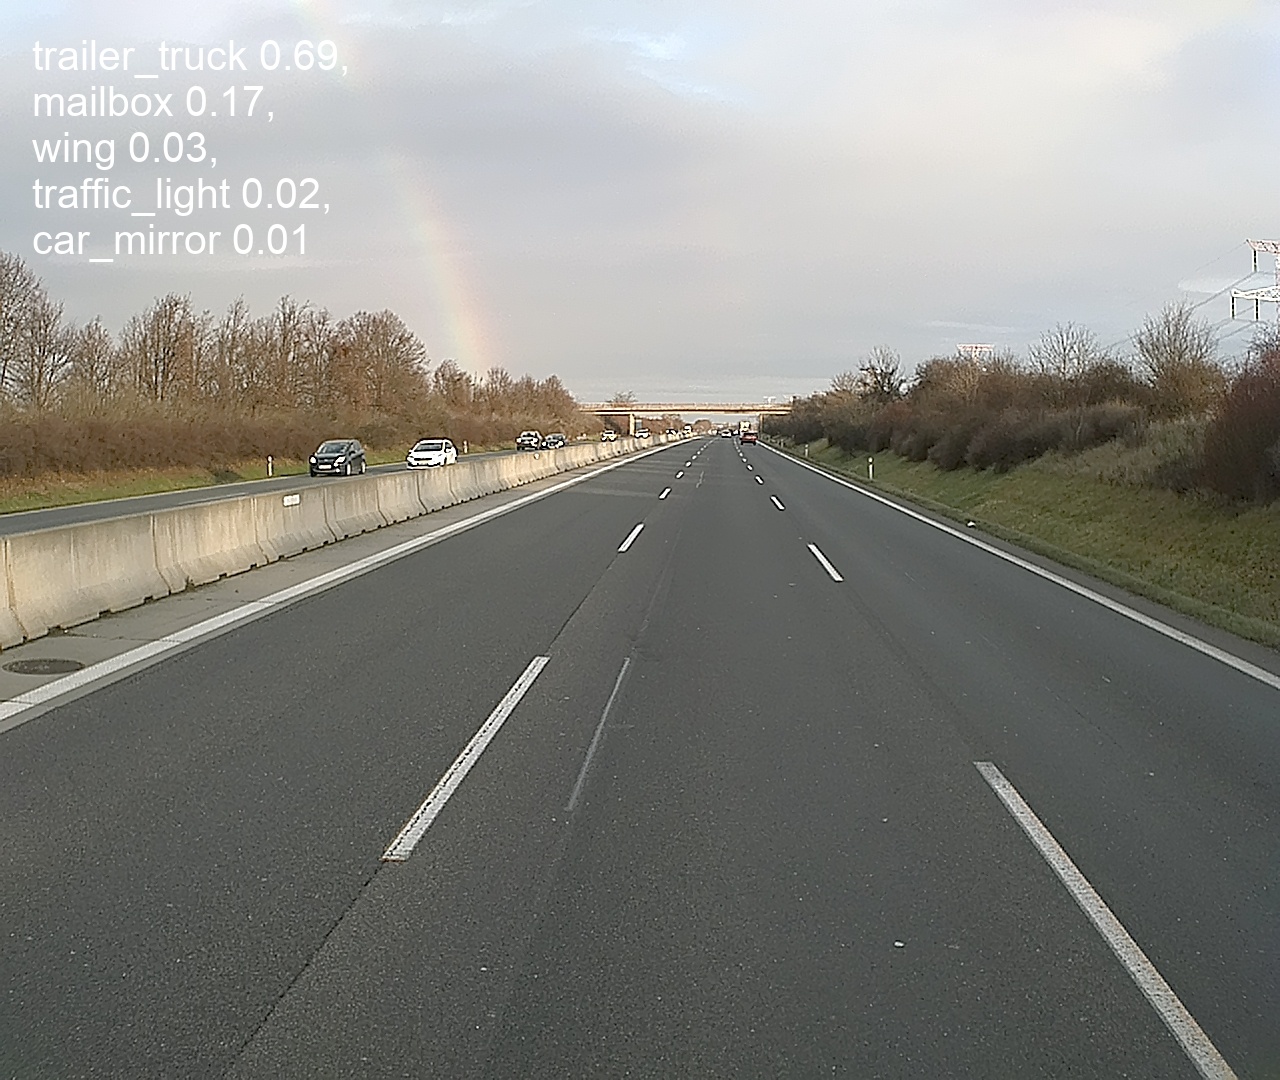 trailer_truck 0.69,
mailbox 0.17,
wing 0.03,
traffic_light 0.02,
car_mirror 0.01